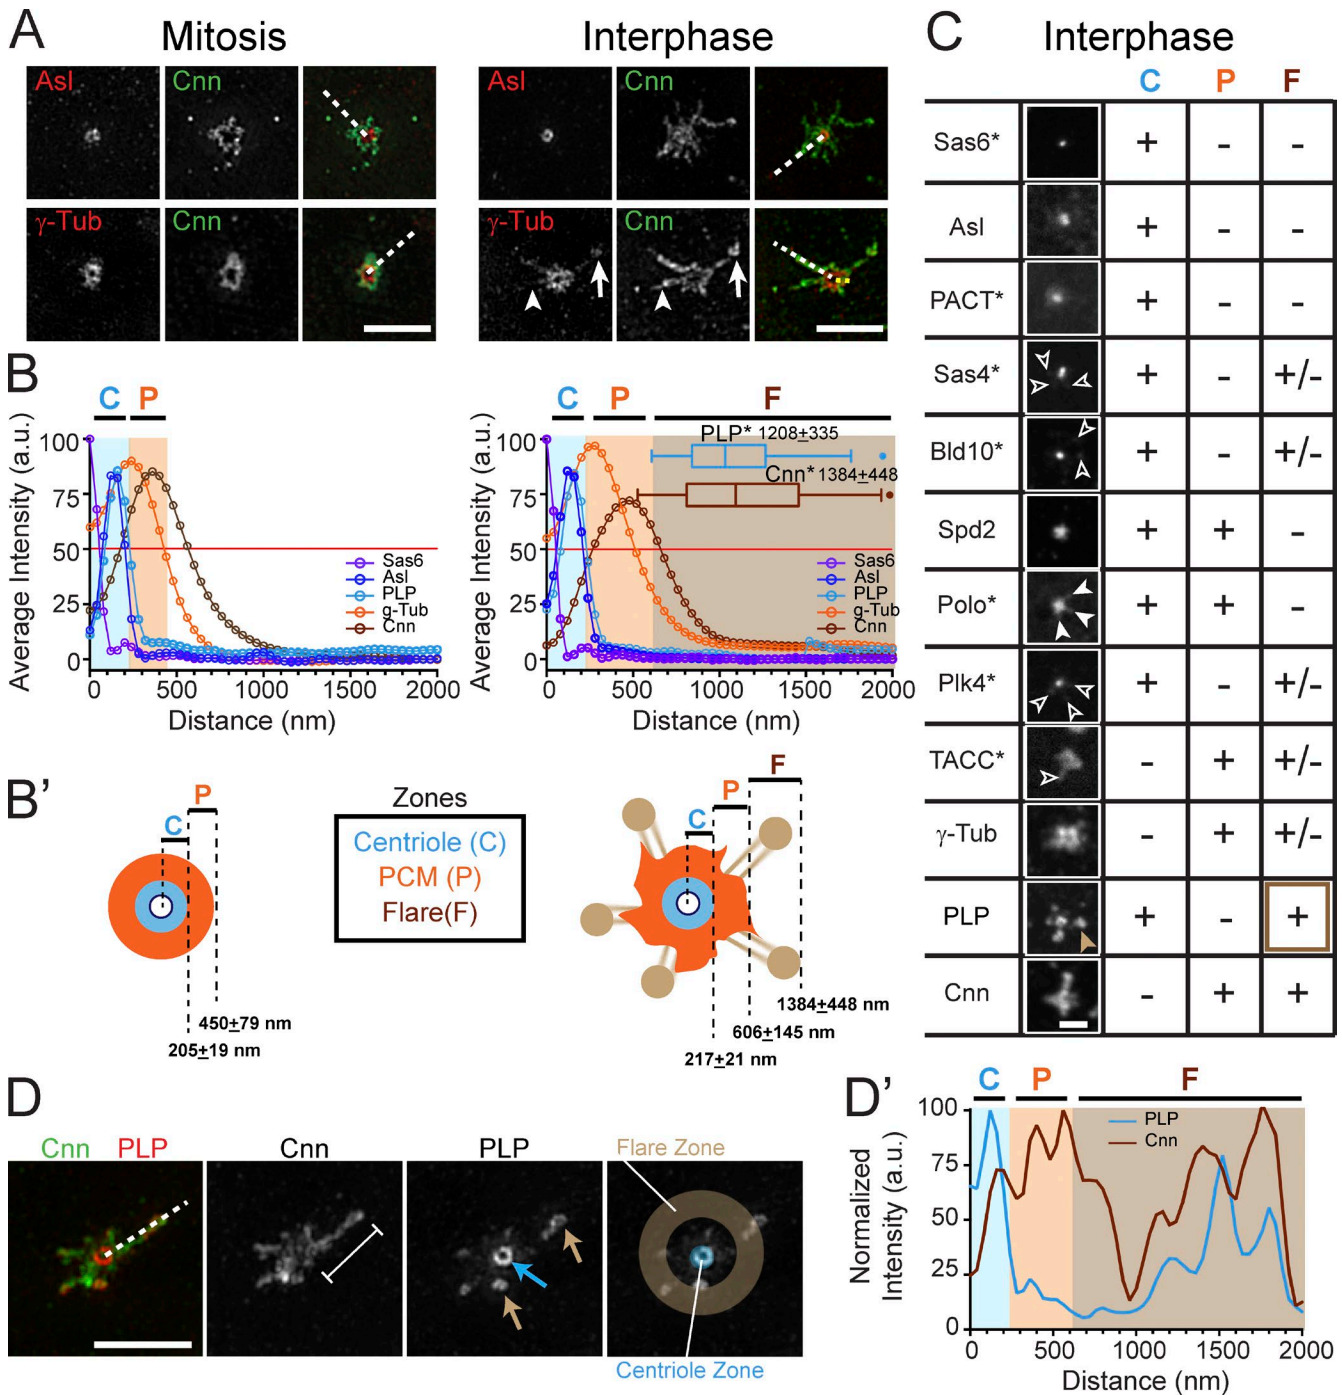 A
Mitosis
Interphase
Asl
Cnn
Asl
Cnn
γ-Tub
Cnn
γ-Tub
Cnn
B
C P
C P F
Average Intensity (a.u.)
100
75
50
25
0
Sas6
Asl
PLP
g-Tub
Cnn
0 500 1000 1500 2000
Distance (nm)
Average Intensity (a.u.)
100
75
50
25
0
PLP* 1208±335
Cnn* 1384±448
Sas6
Asl
PLP
g-Tub
Cnn
0 500 1000 1500 2000
Distance (nm)
B'
C
P
450±79 nm
205±19 nm
Zones
Centriole (C)
PCM (P)
Flare(F)
C
P
F
1384±448 nm
606±145 nm
217±21 nm
C
Interphase
C P F
Sas6* + - -
Asl + - -
PACT* + - -
Sas4* + - +/-
Bld10* + - +/-
Spd2 + + -
Polo* + + -
Plk4* + - +/-
TACC* - + +/-
γ-Tub - + +/-
PLP + - +
Cnn - + +
D
Cnn PLP
Cnn
PLP
Flare Zone
Centriole Zone
D'
C P F
Normalized
Intensity (a.u.)
100
75
50
25
0
PLP
Cnn
0 500 1000 1500 2000
Distance (nm)